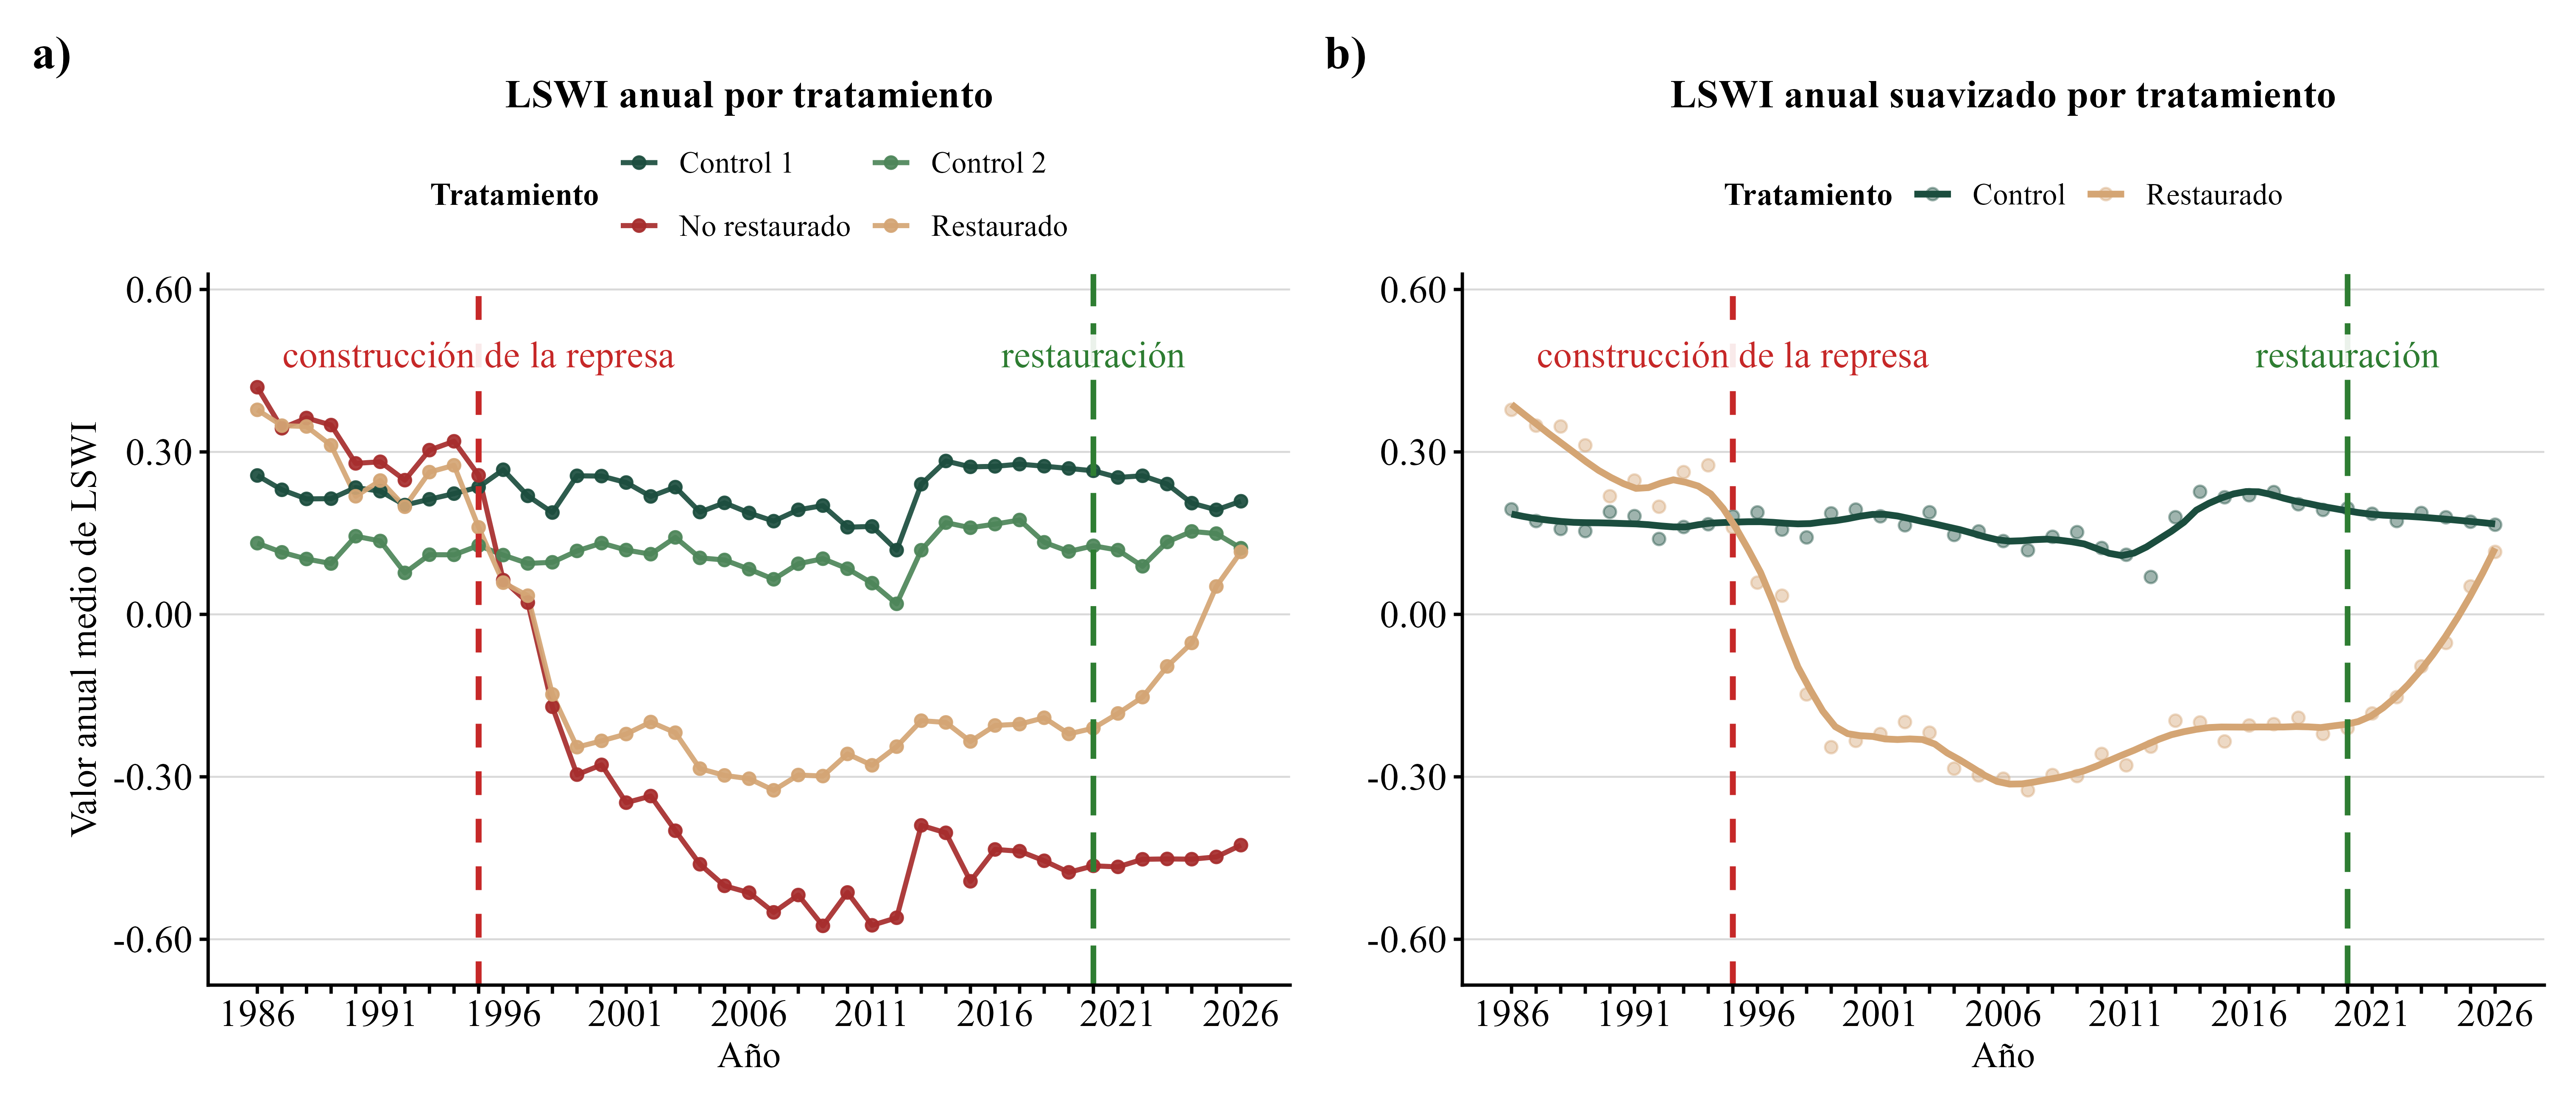 a)
LSWI anual por tratamiento
Tratamiento
Control 1
Control 2
No restaurado
Restaurado
construcción de la represa
restauración
0.60
0.30
0.00
-0.30
-0.60
Valor anual medio de LSWI
1986 1991 1996 2001 2006 2011 2016 2021 2026
Año
b)
LSWI anual suavizado por tratamiento
Tratamiento Control Restaurado
construcción de la represa
restauración
0.60
0.30
0.00
-0.30
-0.60
1986 1991 1996 2001 2006 2011 2016 2021 2026
Año